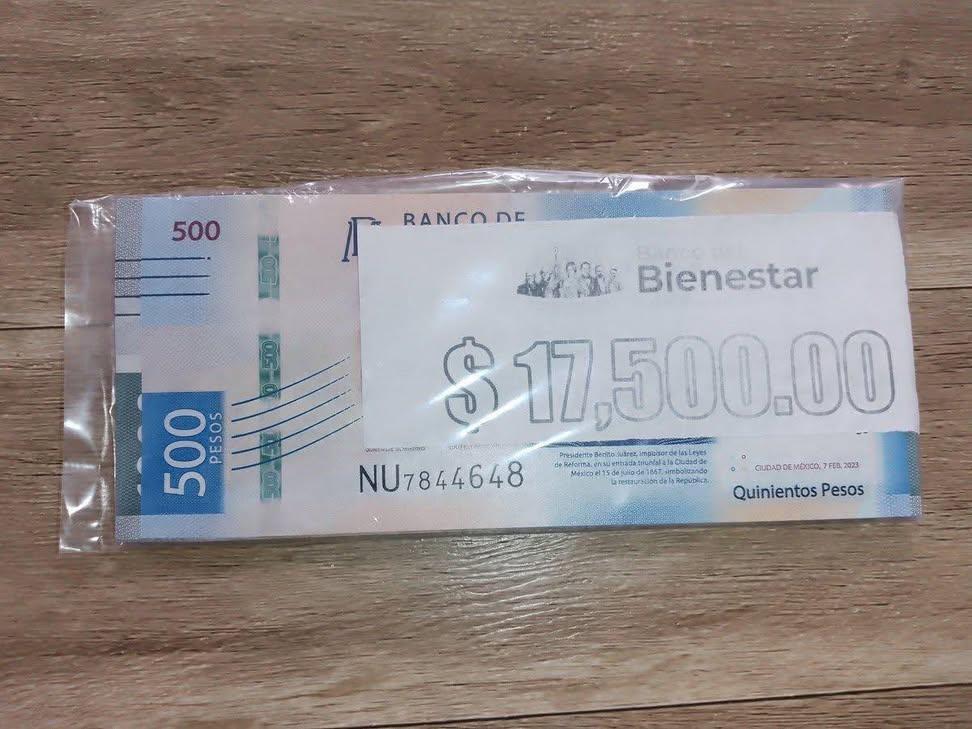 500
BANCO DE
Banco del
Bienestar
$ 17,500.00
500
PESOS
NU7844648
Presidente Benito Juárez, impulsor de las Leyes
de Reforma, en su entrada triunfal a la Ciudad de
México el 15 de julio de 1867, simbolizando
la restauración de la República.
CIUDAD DE MÉXICO, 7 FEB. 2023
Quinientos Pesos